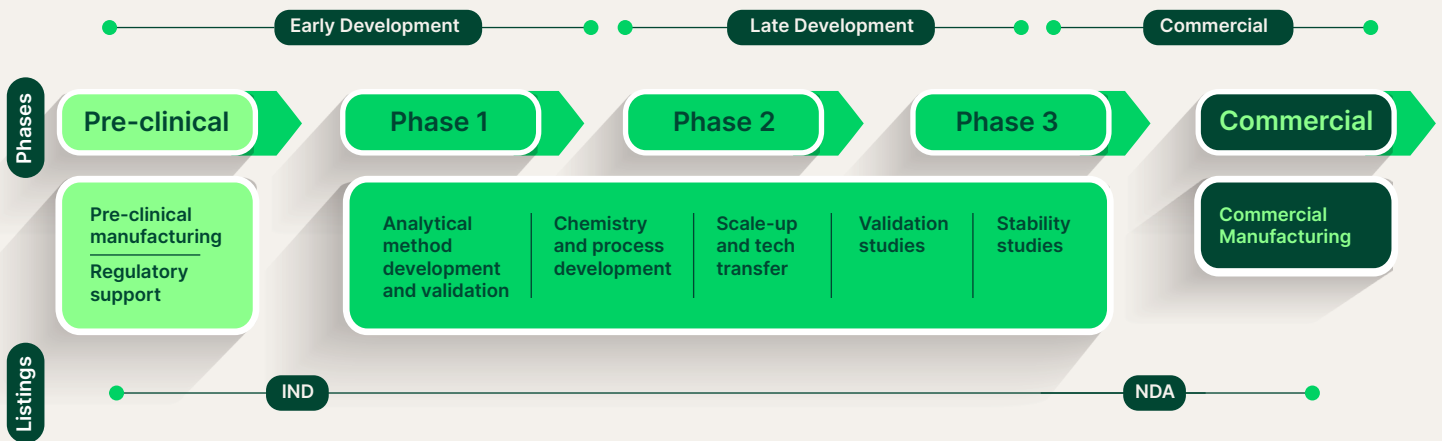 Early Development
Late Development
Commercial
Phases
Pre-clinical
Phase 1
Phase 2
Phase 3
Commercial
Pre-clinical
manufacturing
Regulatory
support
Analytical
method
development
and validation
Chemistry
and process
development
Scale-up
and tech
transfer
Validation
studies
Stability
studies
Commercial
Manufacturing
Listings
IND
NDA